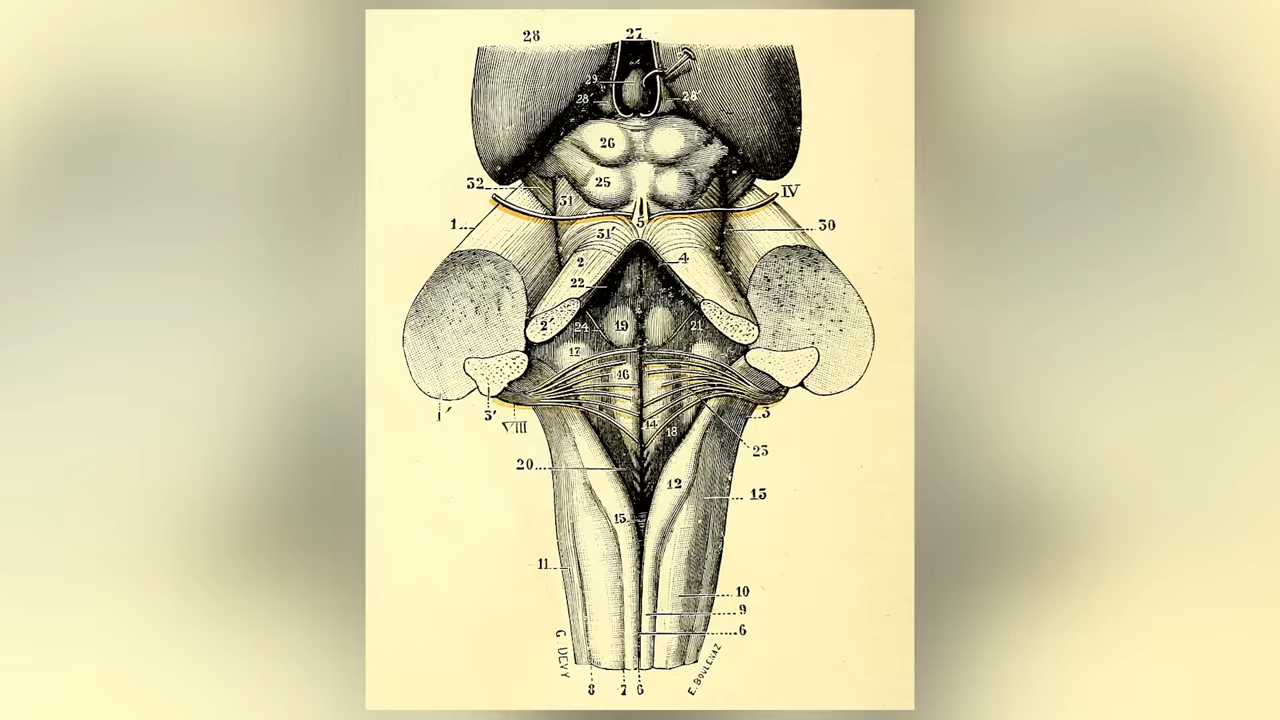 28 27
29
28' 28'
26
32 25
31 IV
1 5 30
31'
2 4
22
2' 24 19 21
17
16
1' 3' VIII 3
14 18
23
20
12 13
15
11
10
9
6
G. DEVY
E. BOULENAZ
8 7 6